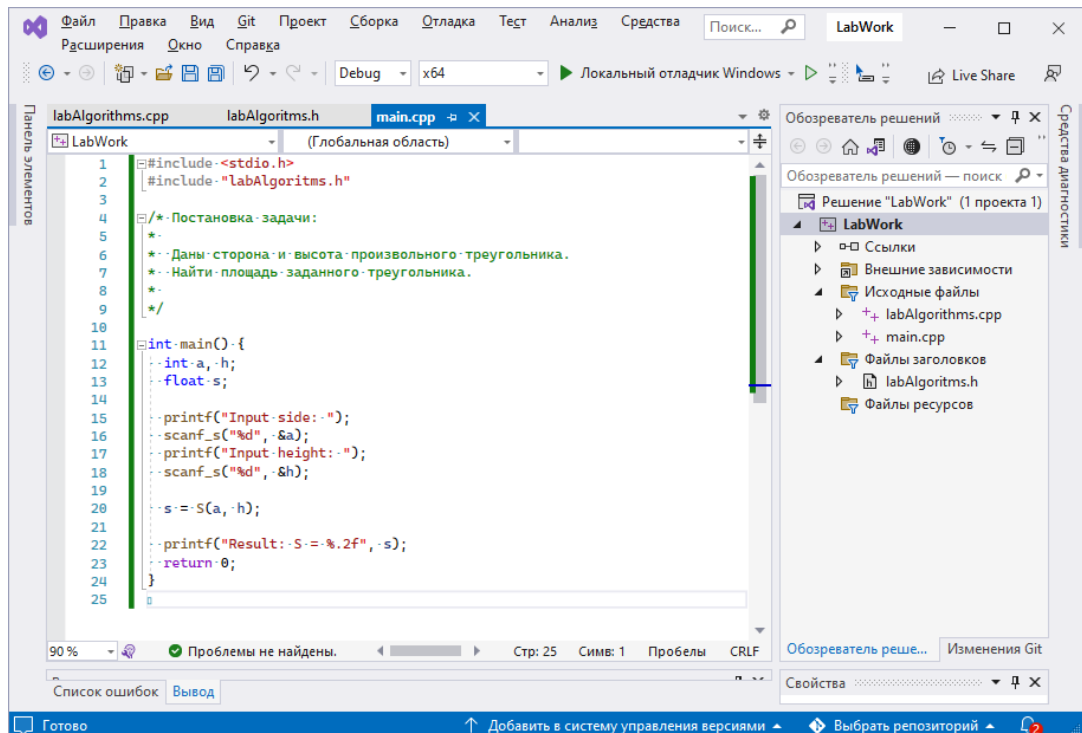 Файл Правка Вид Git Проект Сборка Отладка Тест Анализ Средства Поиск... LabWork
Расширения Окно Справка
Debug x64 Локальный отладчик Windows Live Share
Панель элементов
labAlgorithms.cpp labAlgoritms.h main.cpp
LabWork (Глобальная область)
1 #include <stdio.h>
2 #include "labAlgoritms.h"
3
4 /* Постановка задачи:
5 *
6 * Даны сторона и высота произвольного треугольника.
7 * Найти площадь заданного треугольника.
8 *
9 */
10
11 int main() {
12 int a, h;
13 float s;
14
15 printf("Input side: ");
16 scanf_s("%d", &a);
17 printf("Input height: ");
18 scanf_s("%d", &h);
19
20 s = S(a, h);
21
22 printf("Result: S = %.2f", s);
23 return 0;
24 }
25
90 % Проблемы не найдены. Стр: 25 Симв: 1 Пробелы CRLF
Список ошибок Вывод
Обозреватель решений
Обозреватель решений — поиск
Решение "LabWork" (1 проекта 1)
LabWork
Ссылки
Внешние зависимости
Исходные файлы
labAlgorithms.cpp
main.cpp
Файлы заголовков
labAlgoritms.h
Файлы ресурсов
Обозреватель реше... Изменения Git
Свойства
Средства диагностики
Готово Добавить в систему управления версиями Выбрать репозиторий 2